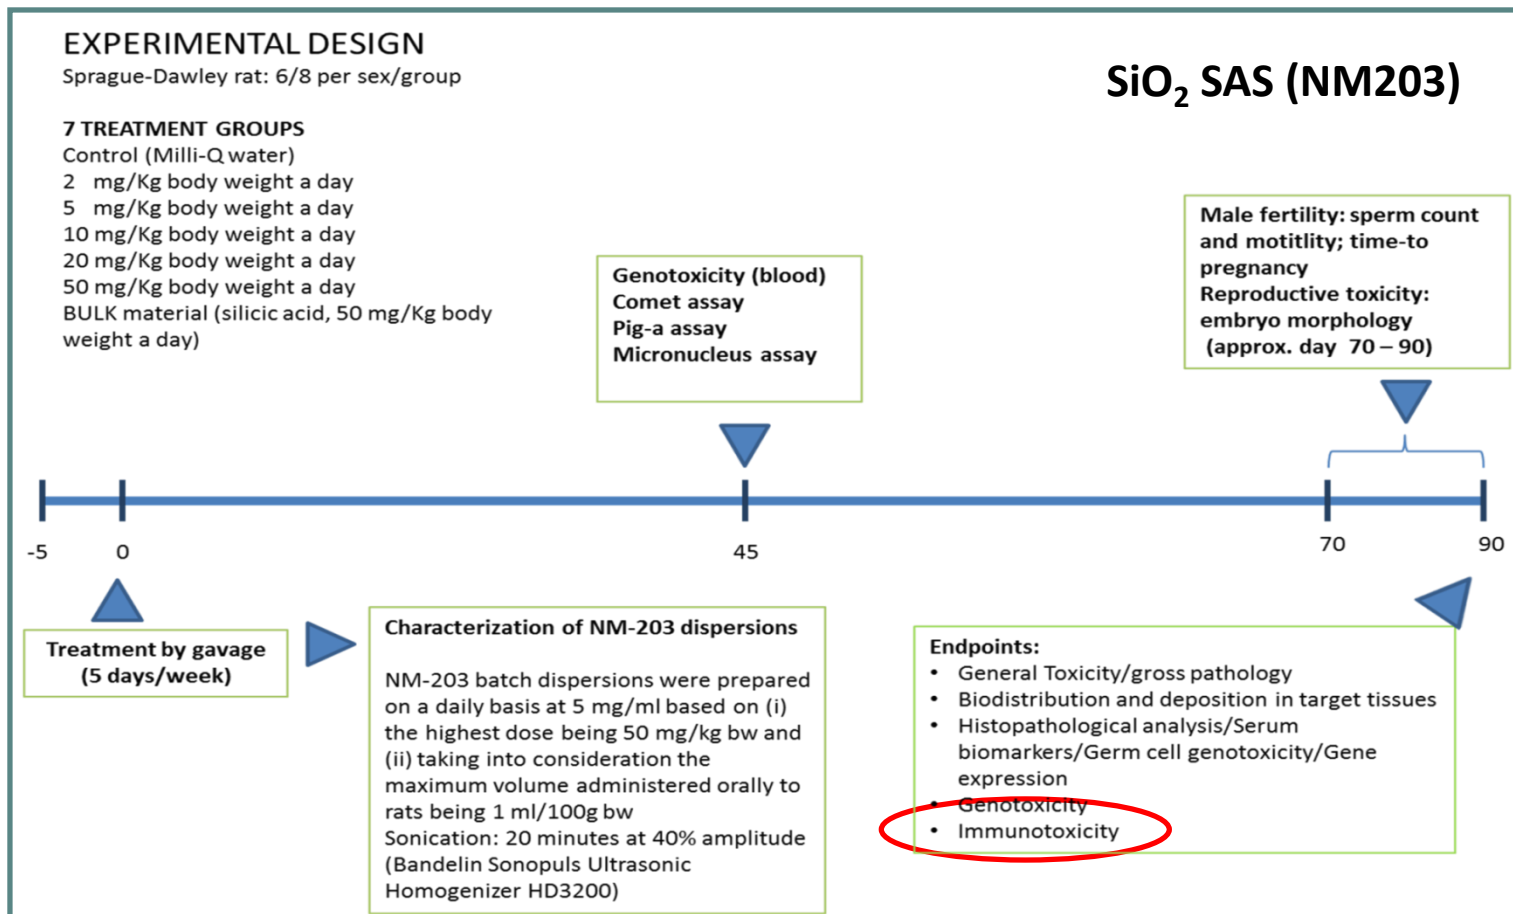 EXPERIMENTAL DESIGN
Sprague-Dawley rat: 6/8 per sex/group
SiO₂ SAS (NM203)
7 TREATMENT GROUPS
Control (Milli-Q water)
2 mg/Kg body weight a day
5 mg/Kg body weight a day
10 mg/Kg body weight a day
20 mg/Kg body weight a day
50 mg/Kg body weight a day
BULK material (silicic acid, 50 mg/Kg body
weight a day)
Genotoxicity (blood)
Comet assay
Pig-a assay
Micronucleus assay
Male fertility: sperm count
and motitlity; time-to
pregnancy
Reproductive toxicity:
embryo morphology
(approx. day 70 – 90)
-5
0
45
70
90
Treatment by gavage
(5 days/week)
Characterization of NM-203 dispersions
NM-203 batch dispersions were prepared
on a daily basis at 5 mg/ml based on (i)
the highest dose being 50 mg/kg bw and
(ii) taking into consideration the
maximum volume administered orally to
rats being 1 ml/100g bw
Sonication: 20 minutes at 40% amplitude
(Bandelin Sonopuls Ultrasonic
Homogenizer HD3200)
Endpoints:
• General Toxicity/gross pathology
• Biodistribution and deposition in target tissues
• Histopathological analysis/Serum
biomarkers/Germ cell genotoxicity/Gene
expression
• Genotoxicity
• Immunotoxicity